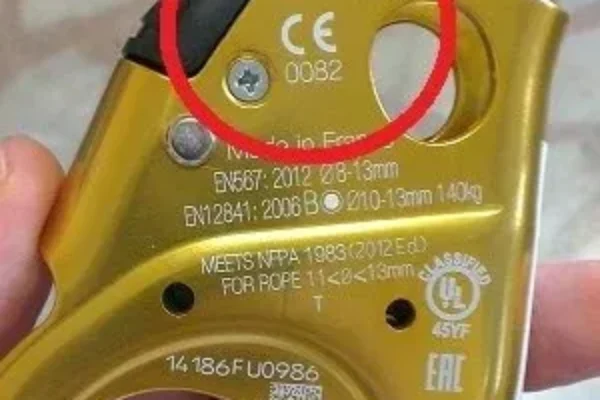 CE
0082
Made in France
EN567: 2012 Ø8-13mm
EN12841: 2006 B Ø10-13mm 140kg
MEETS NFPA 1983 (2012 Ed.)
FOR ROPE 11<Ø<13mm
T
CLASSIFIED
UL
45YF
EAC
14186FU0986